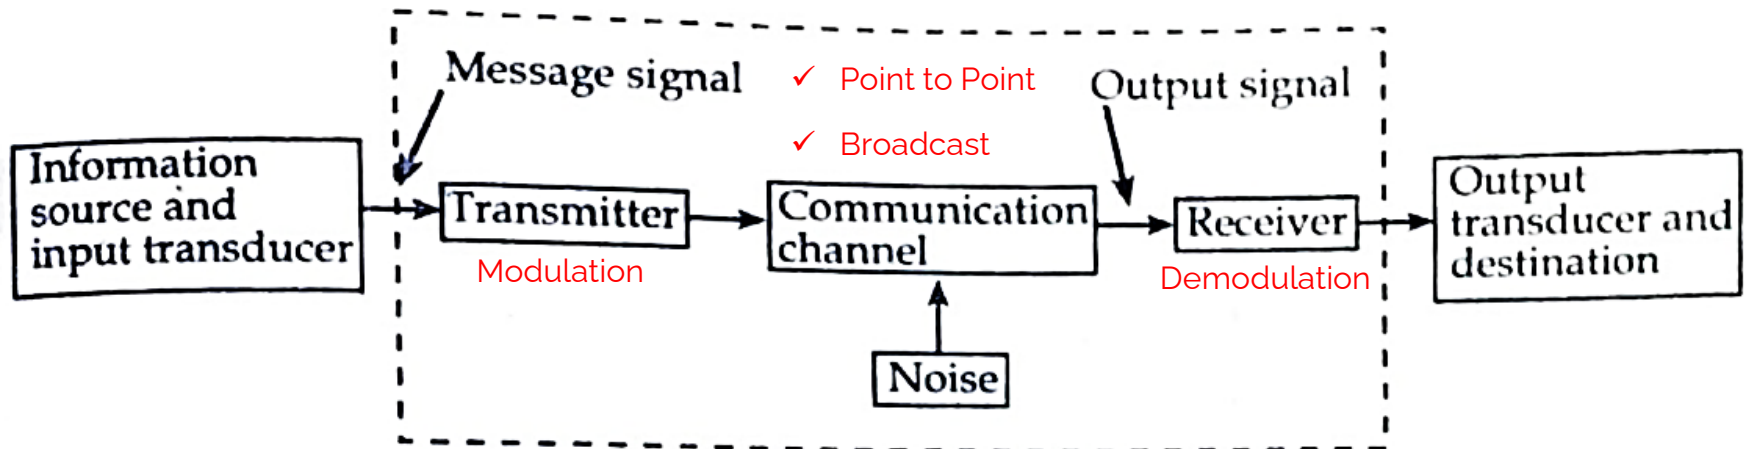 Message signal
✓ Point to Point
Output signal
✓ Broadcast
Information
source and
input transducer
Transmitter
Modulation
Communication
channel
Receiver
Demodulation
Output
transducer and
destination
Noise